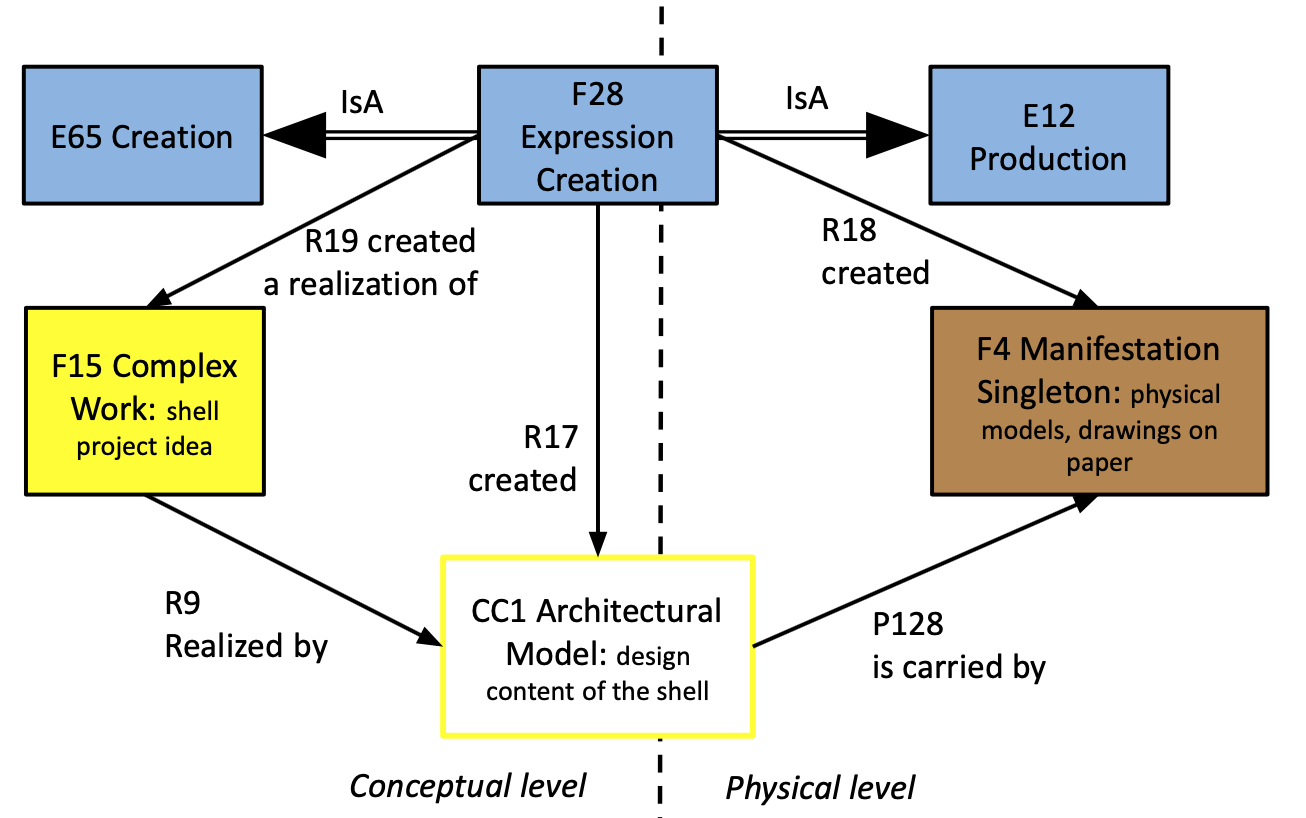 E65 Creation
IsA
F28
Expression
Creation
IsA
E12
Production
R19 created
a realization of
R18
created
F15 Complex
Work: shell
project idea
R17
created
F4 Manifestation
Singleton: physical
models, drawings on
paper
R9
Realized by
CC1 Architectural
Model: design
content of the shell
P128
is carried by
Conceptual level
Physical level